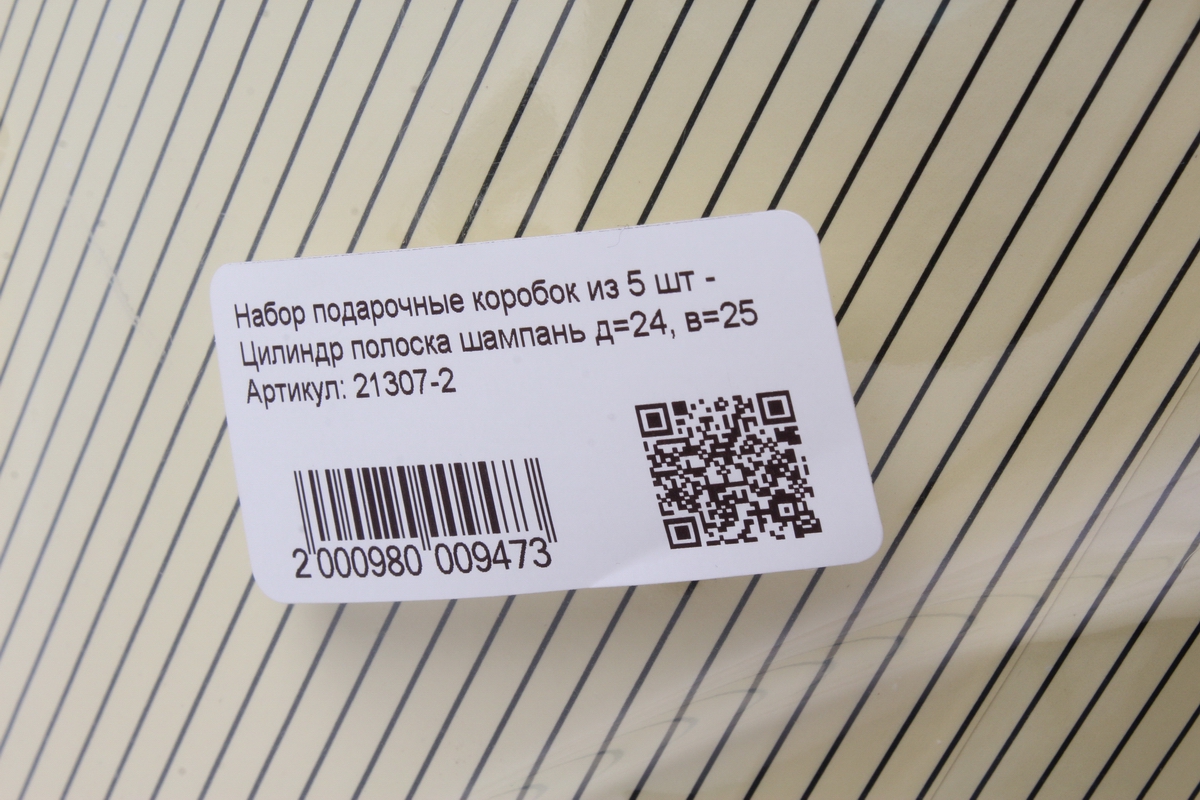 Набор подарочные коробок из 5 шт -
Цилиндр полоска шампань д=24, в=25
Артикул: 21307-2
2 000980 009473